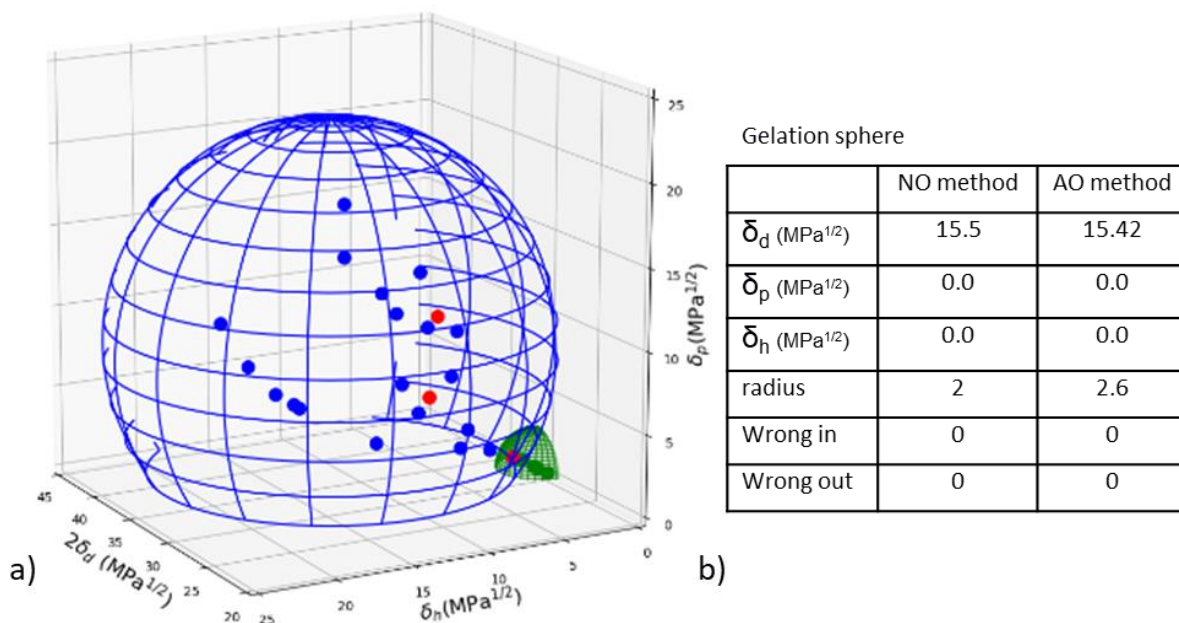 25
20
15
10
5
0
δp(MPa1/2)
45
40
35
30
25
20
2δd (MPa1/2)
25
20
15
10
5
0
δh(MPa1/2)
a)
b)
Gelation sphere
NO method AO method
δd (MPa1/2) 15.5 15.42
δp (MPa1/2) 0.0 0.0
δh (MPa1/2) 0.0 0.0
radius 2 2.6
Wrong in 0 0
Wrong out 0 0